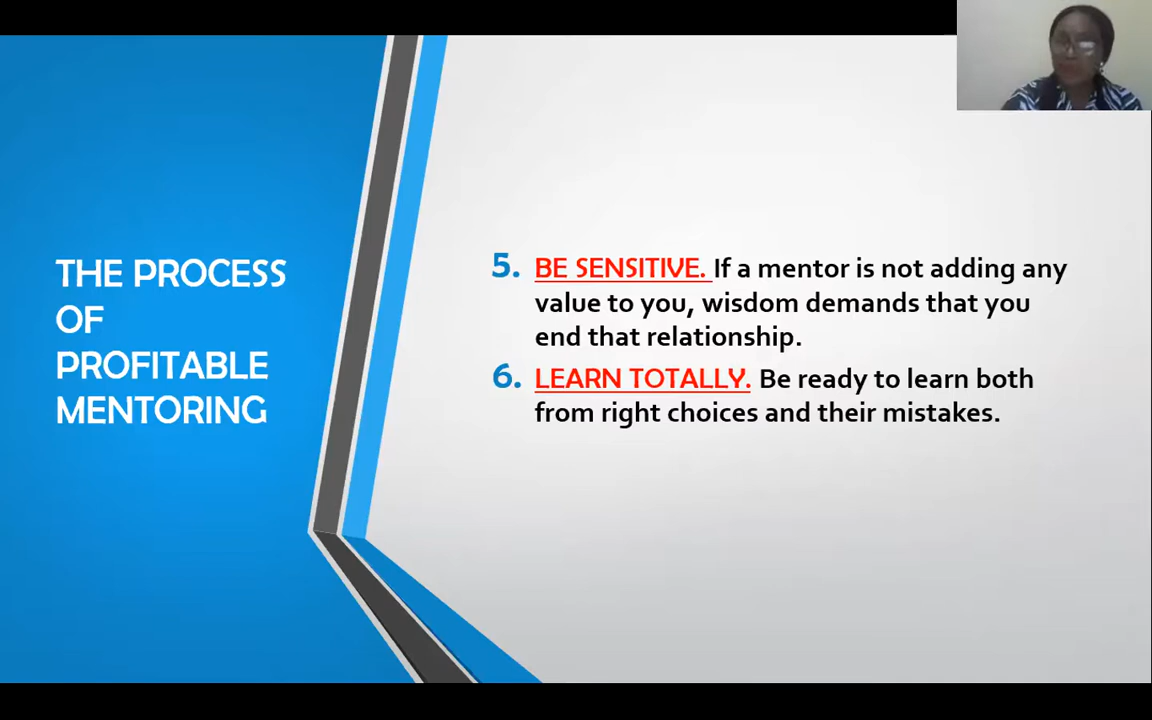 THE PROCESS
OF
PROFITABLE
MENTORING
5. BE SENSITIVE. If a mentor is not adding any
value to you, wisdom demands that you
end that relationship.
6. LEARN TOTALLY. Be ready to learn both
from right choices and their mistakes.